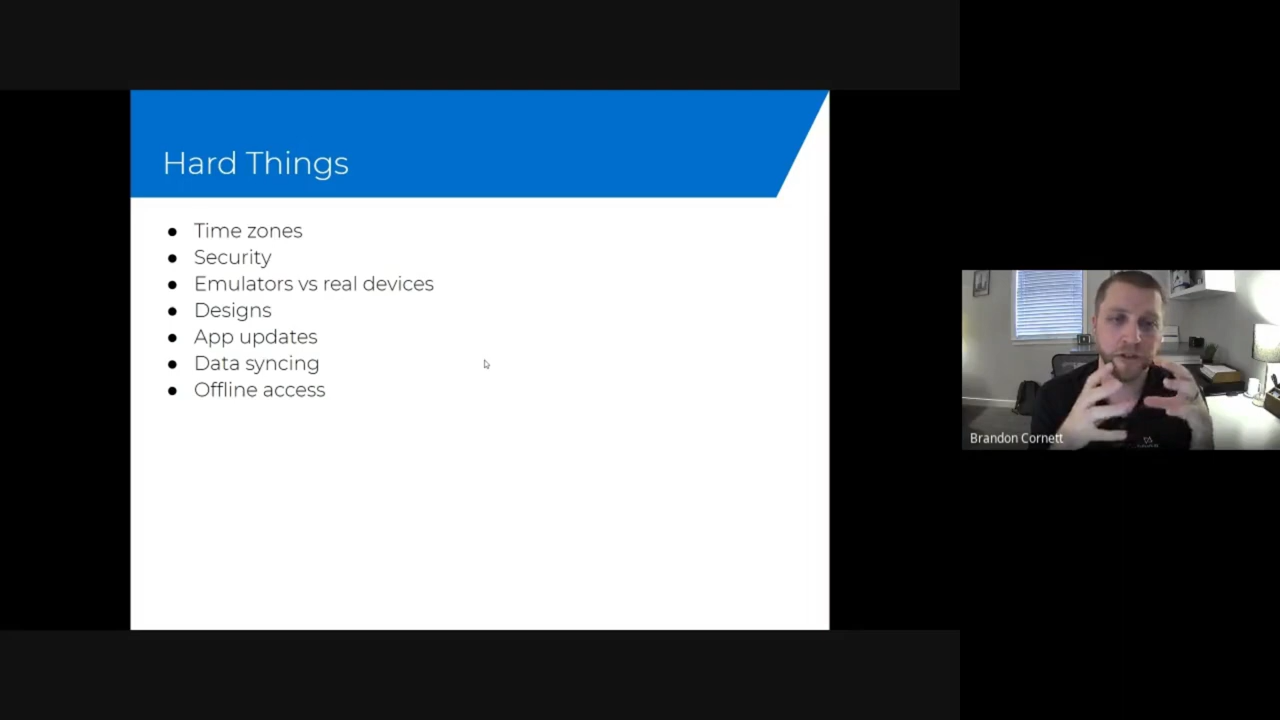 Hard Things
● Time zones
● Security
● Emulators vs real devices
● Designs
● App updates
● Data syncing
● Offline access
Brandon Cornett